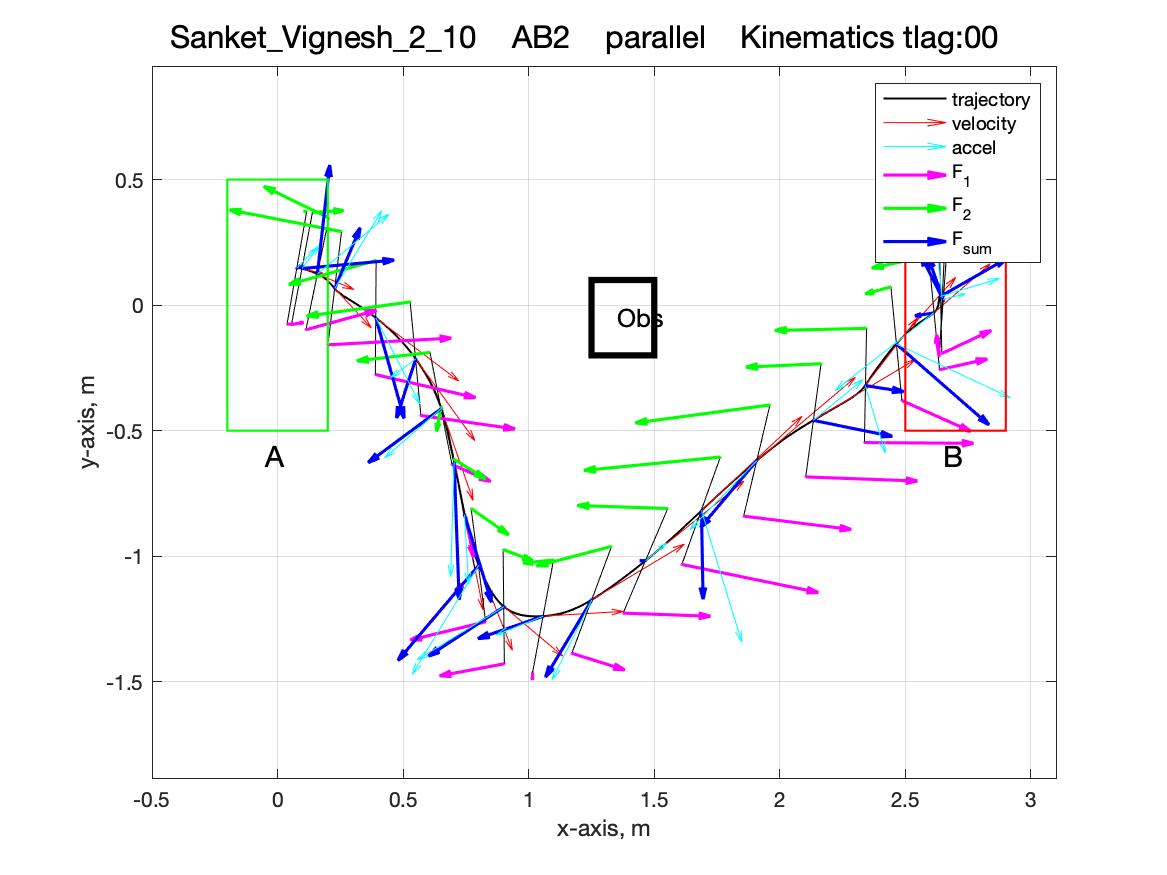 Sanket_Vignesh_2_10 AB2 parallel Kinematics tlag:00
trajectory
velocity
accel
F1
F2
Fsum
0.5
0
-0.5
-1
-1.5
y-axis, m
Obs
A
B
-0.5 0 0.5 1 1.5 2 2.5 3
x-axis, m